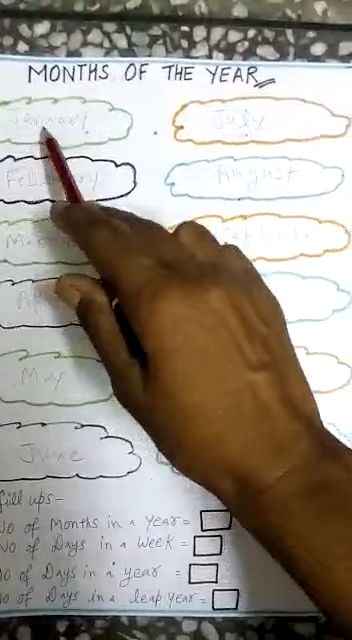 MONTHS OF THE YEAR
January July
August
May
June
fill ups-
No of Months in a Year=
No of Days in a Week=
No of Days in a year=
No of Days in a leap year=